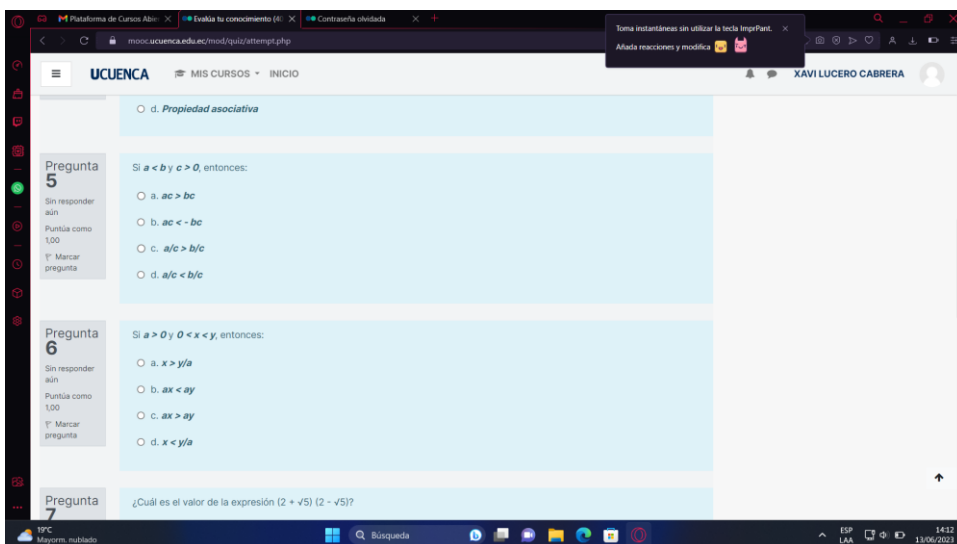 Plataforma de Cursos Abier
Evalúa tu conocimiento (40
Contraseña olvidada
Toma instantáneas sin utilizar la tecla ImprPant.
Añada reacciones y modifica
mooc.ucuenca.edu.ec/mod/quiz/attempt.php
UCUENCA
MIS CURSOS
INICIO
XAVI LUCERO CABRERA
d. Propiedad asociativa
Pregunta
5
Sin responder
aún
Puntúa como
1,00
Marcar
pregunta
Si a < b y c > 0, entonces:
a. ac > bc
b. ac < - bc
c. a/c > b/c
d. a/c < b/c
Pregunta
6
Sin responder
aún
Puntúa como
1,00
Marcar
pregunta
Si a > 0 y 0 < x < y, entonces:
a. x > y/a
b. ax < ay
c. ax > ay
d. x < y/a
Pregunta
7
¿Cuál es el valor de la expresión (2 + √5) (2 - √5)?
19°C
Mayorm. nublado
Búsqueda
ESP
LAA
14:12
13/06/2023